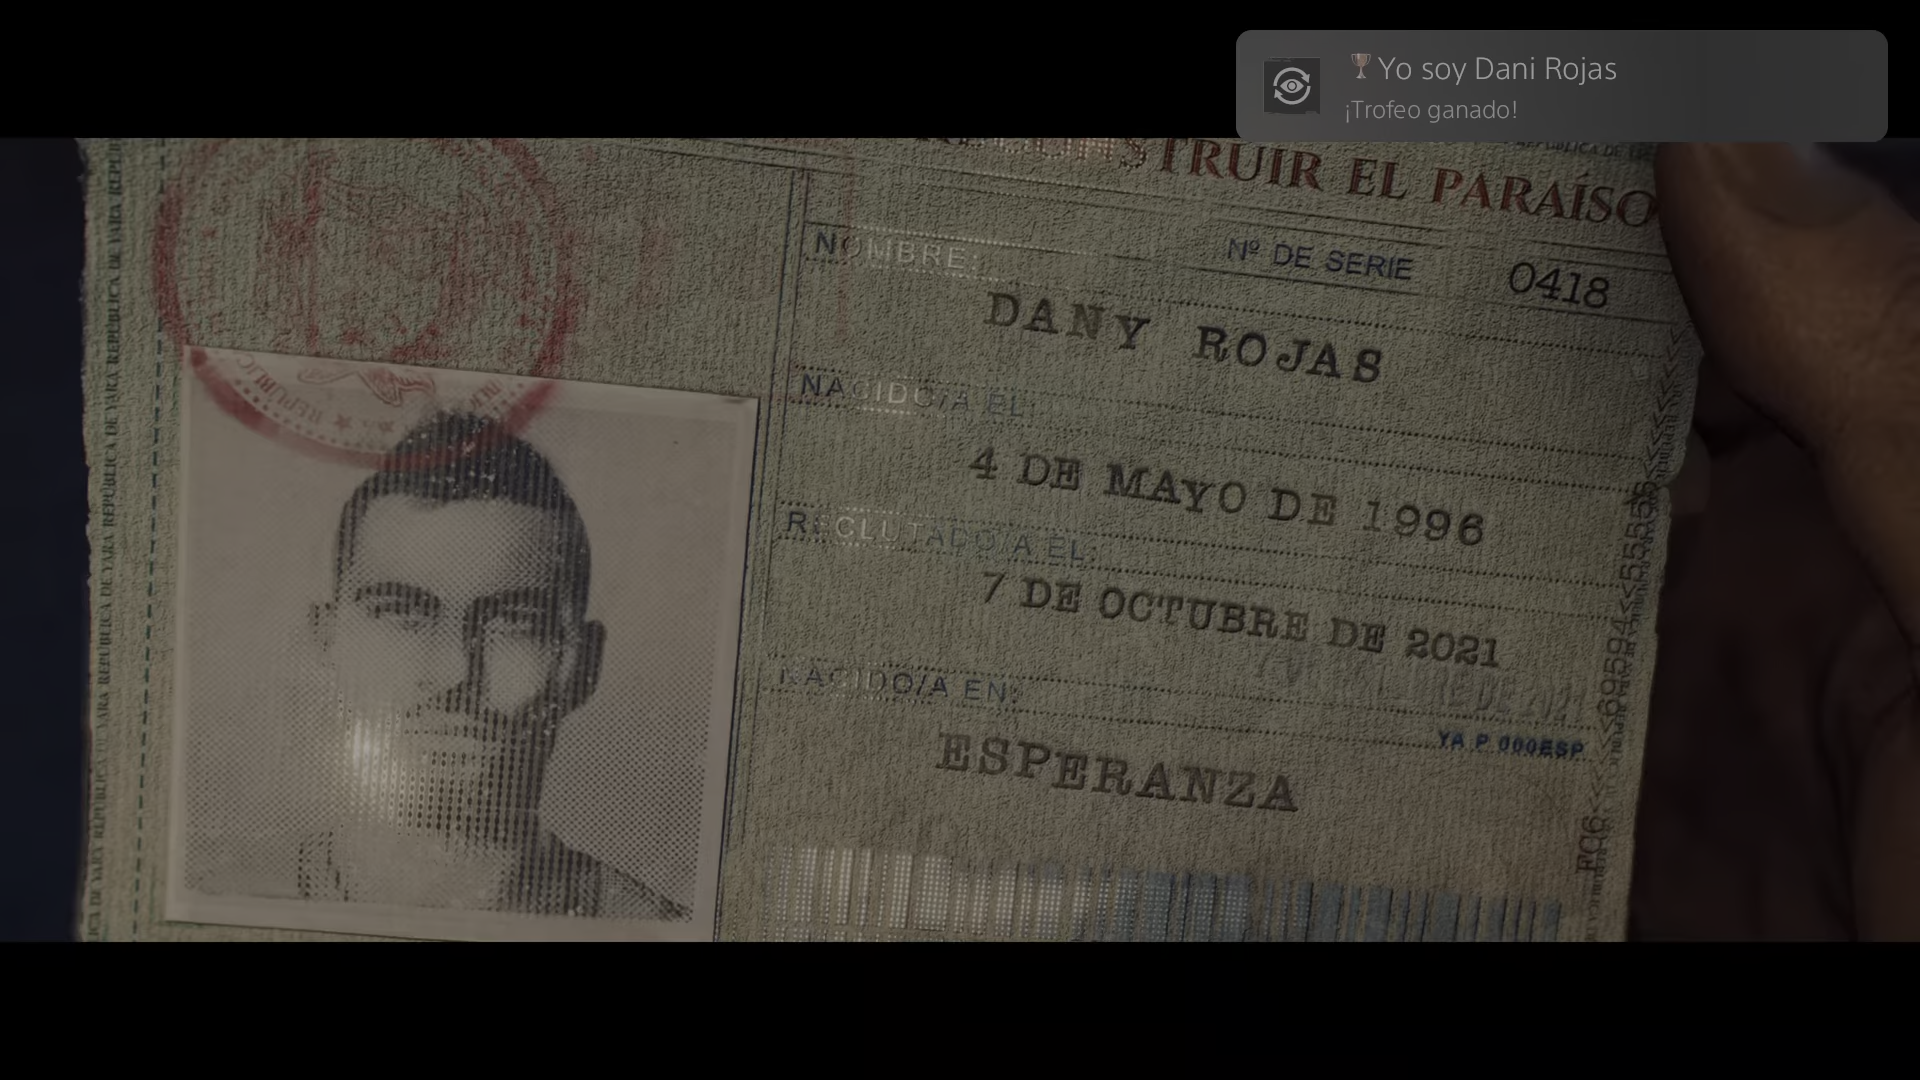 Yo soy Dani Rojas
¡Trofeo ganado!
RECONSTRUIR EL PARAÍSO
NOMBRE:
Nº DE SERIE
0418
DANY ROJAS
NACIDO/A EL:
4 DE MAYO DE 1996
RECLUTADO/A EL:
7 DE OCTUBRE DE 2021
NACIDO/A EN:
YA P 000ESP
ESPERANZA